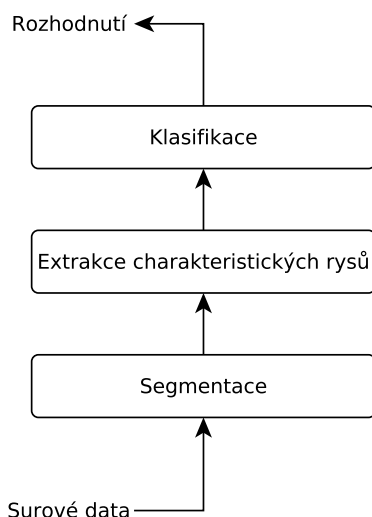 Rozhodnutí
Klasifikace
Extrakce charakteristických rysů
Segmentace
Surové data